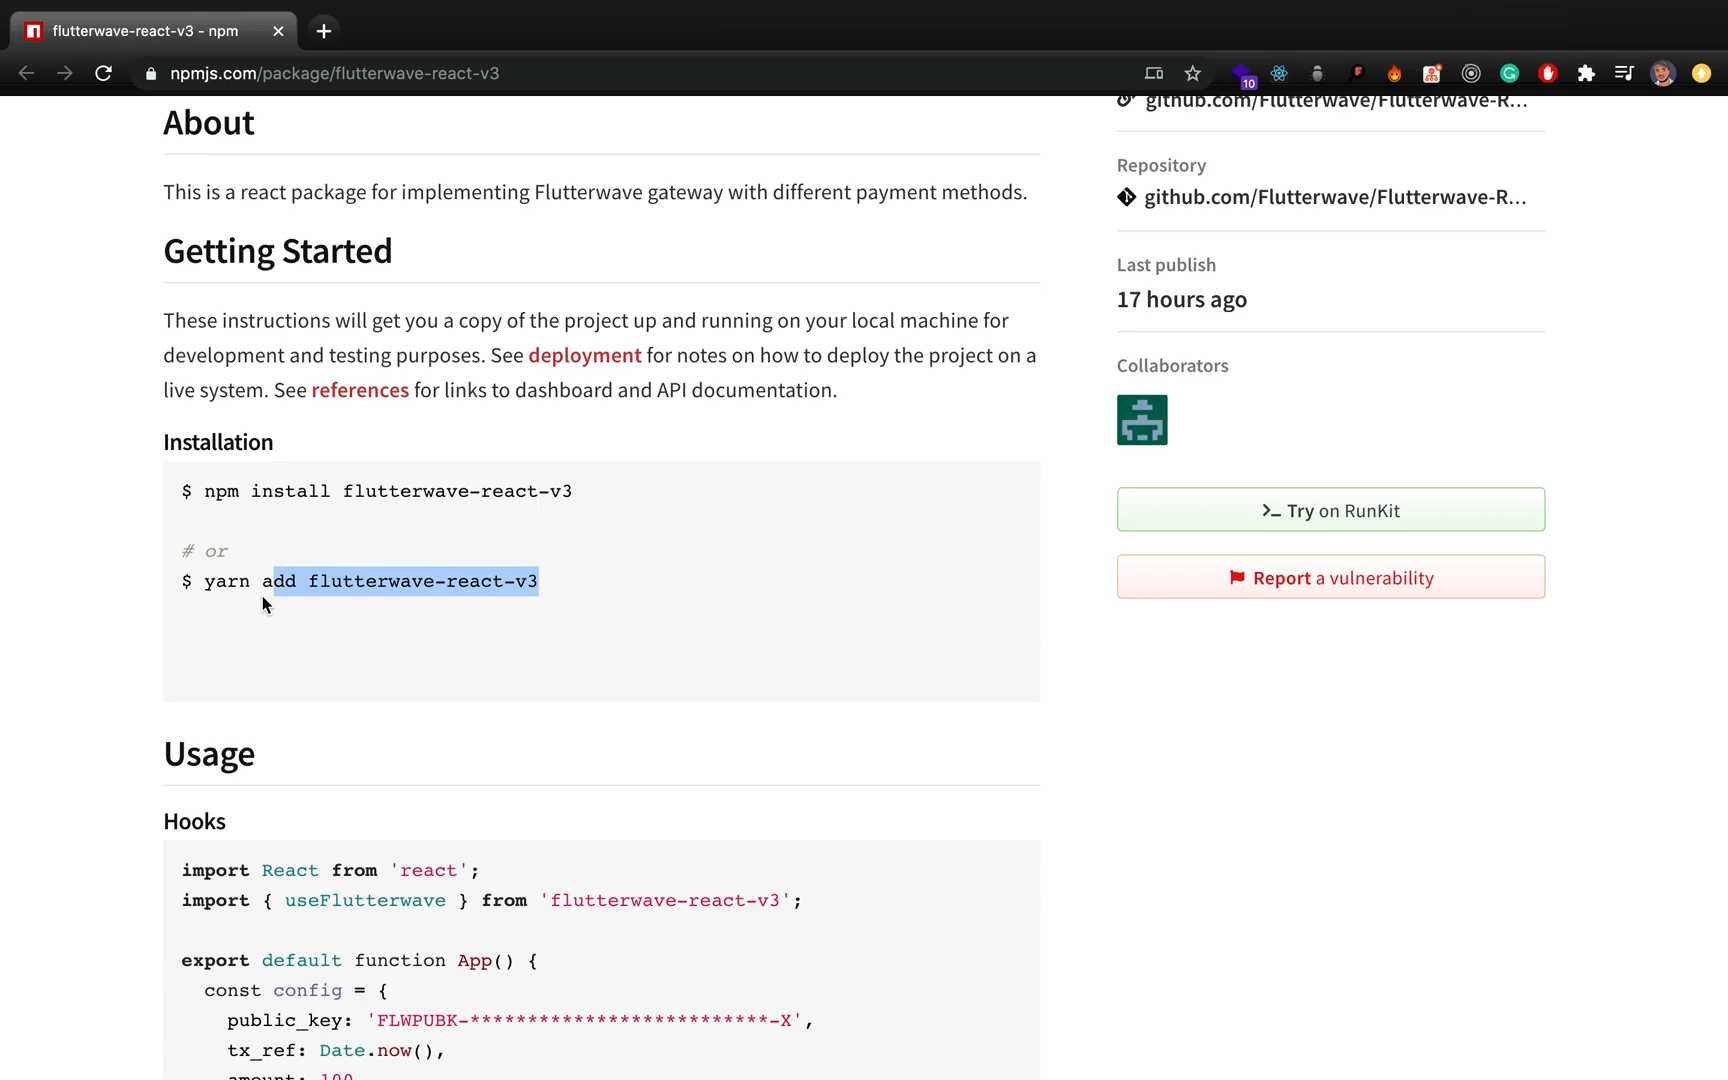 flutterwave-react-v3 - npm
npmjs.com/package/flutterwave-react-v3
10
About
This is a react package for implementing Flutterwave gateway with different payment methods.
Getting Started
These instructions will get you a copy of the project up and running on your local machine for
development and testing purposes. See deployment for notes on how to deploy the project on a
live system. See references for links to dashboard and API documentation.
Installation
$ npm install flutterwave-react-v3
# or
$ yarn add flutterwave-react-v3
Usage
Hooks
import React from 'react';
import { useFlutterwave } from 'flutterwave-react-v3';
export default function App() {
const config = {
public_key: 'FLWPUBK-**************************-X',
tx_ref: Date.now(),
amount: 100
github.com/Flutterwave/Flutterwave-R...
Repository
github.com/Flutterwave/Flutterwave-R...
Last publish
17 hours ago
Collaborators
Try on RunKit
Report a vulnerability